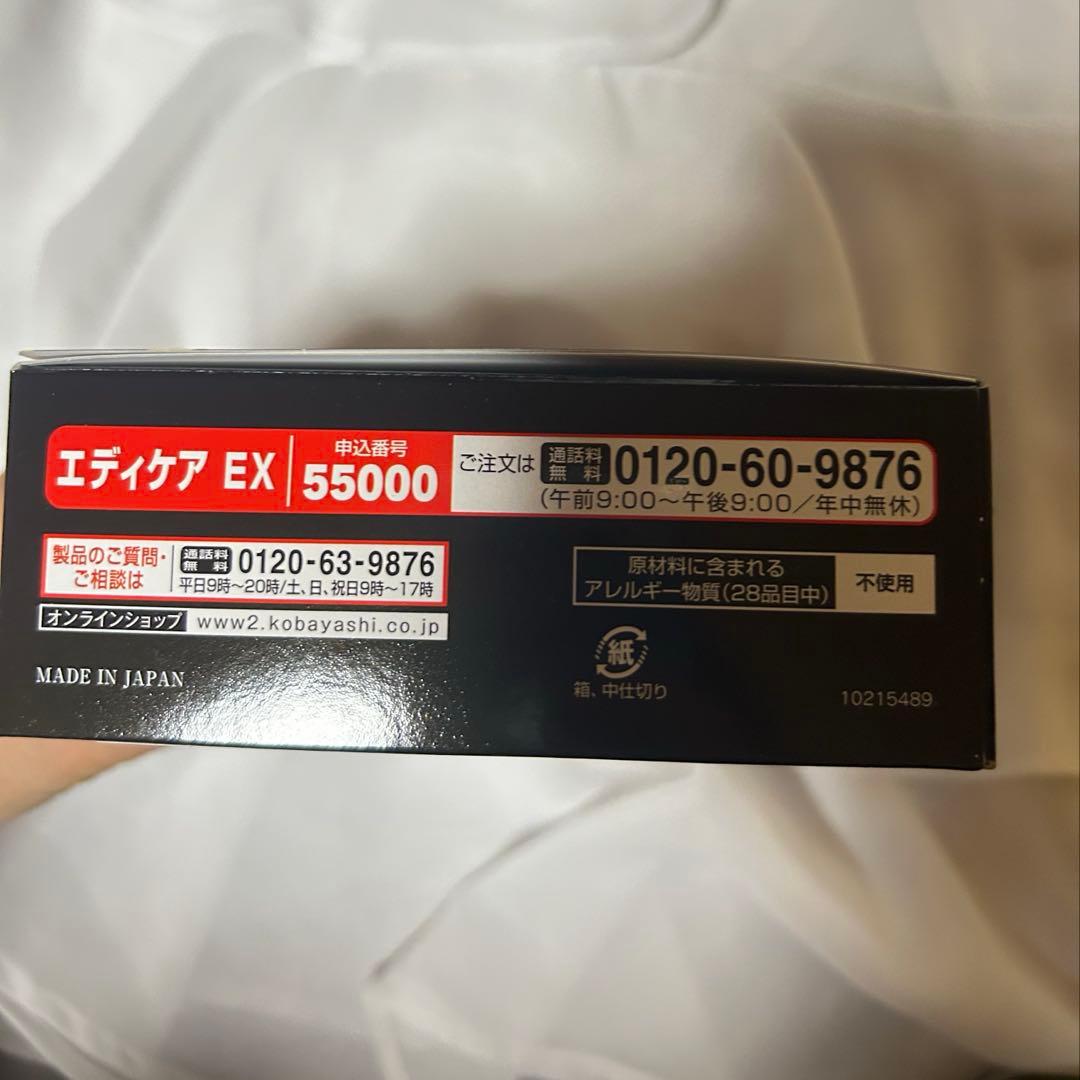 エディケア EX
申込番号
55000
ご注文は 通話料無料 0120-60-9876
(午前9:00〜午後9:00/年中無休)
製品のご質問・ご相談は
通話料無料 0120-63-9876
平日9時〜20時/土、日、祝日9時〜17時
オンラインショップ www2.kobayashi.co.jp
MADE IN JAPAN
原材料に含まれる
アレルギー物質(28品目中)
不使用
紙
箱、中仕切り
10215489